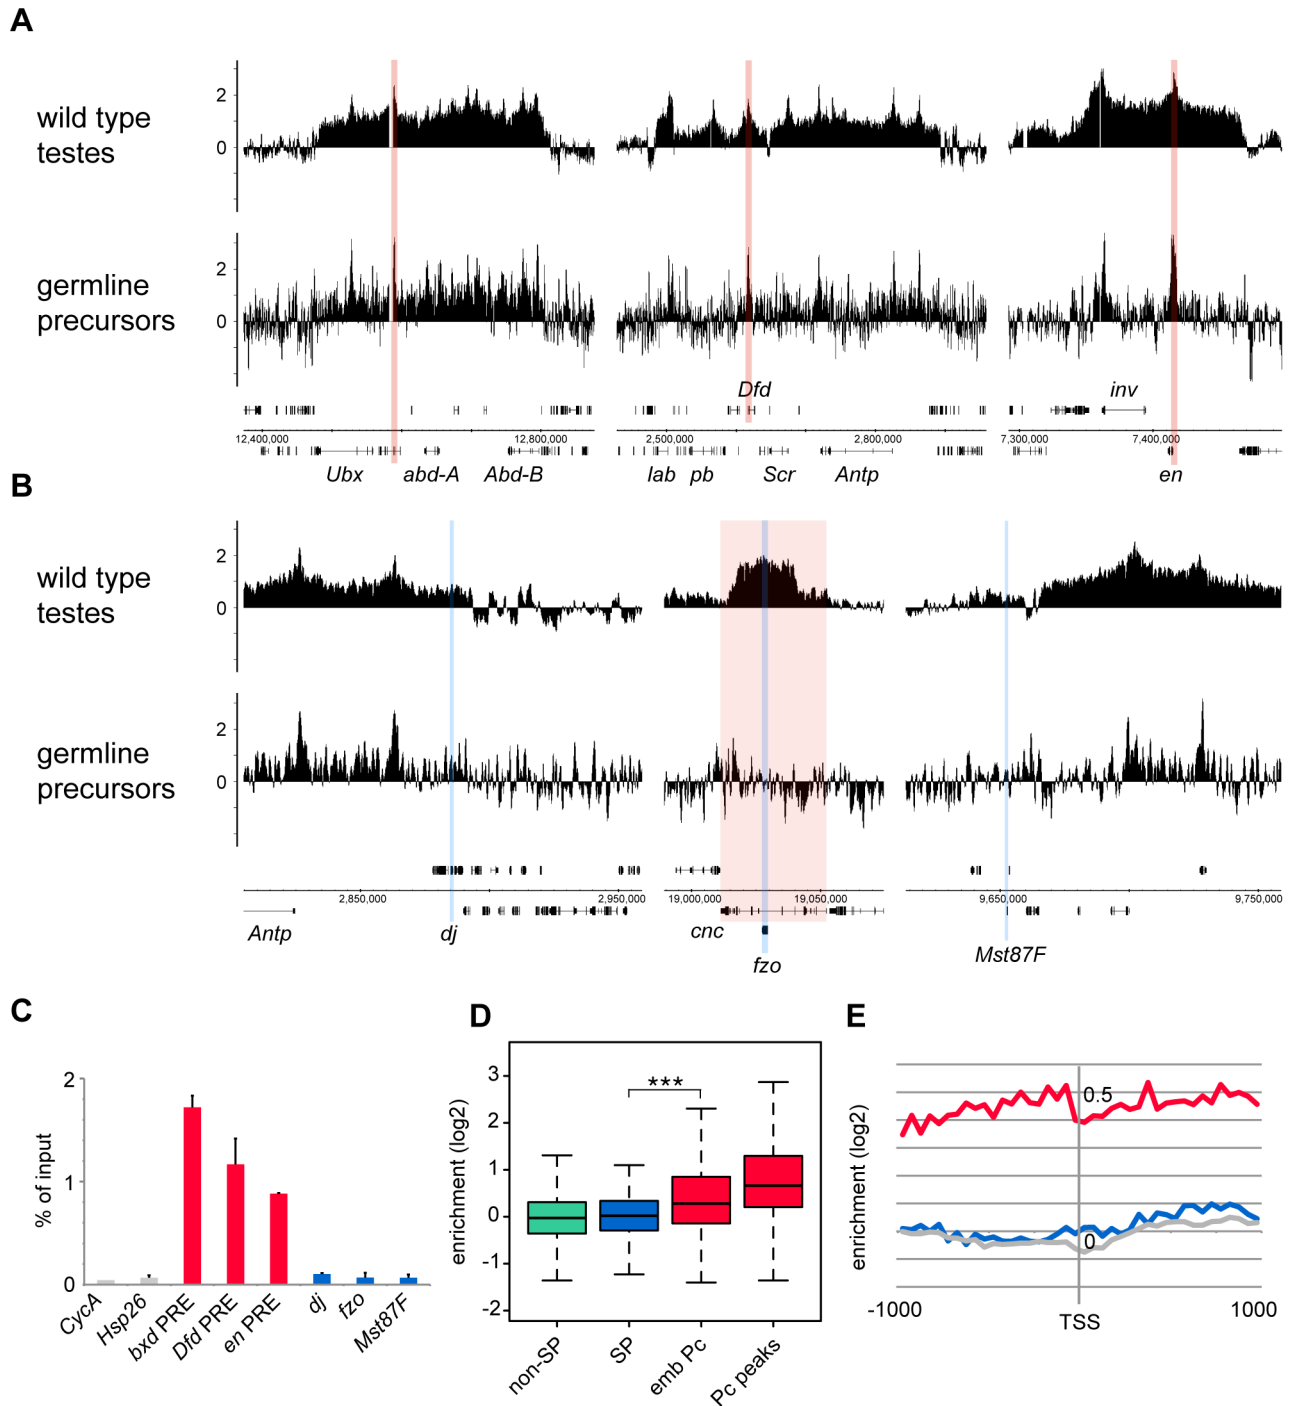 A
wild type
testes
2
0
germline
precursors
2
0
Dfd
inv
12,400,000
12,800,000
2,500,000
2,800,000
7,300,000
7,400,000
Ubx
abd-A
Abd-B
lab
pb
Scr
Antp
en
B
wild type
testes
2
0
germline
precursors
2
0
2,850,000
2,950,000
19,000,000
19,050,000
9,650,000
9,750,000
Antp
dj
cnc
fzo
Mst87F
C
% of input
2
1
0
CycA
Hsp26
bxd PRE
Dfd PRE
en PRE
dj
fzo
Mst87F
D
enrichment (log2)
3
2
1
0
-1
-2
***
non-SP
SP
emb Pc
Pc peaks
E
enrichment (log2)
0.5
0
-1000
TSS
1000